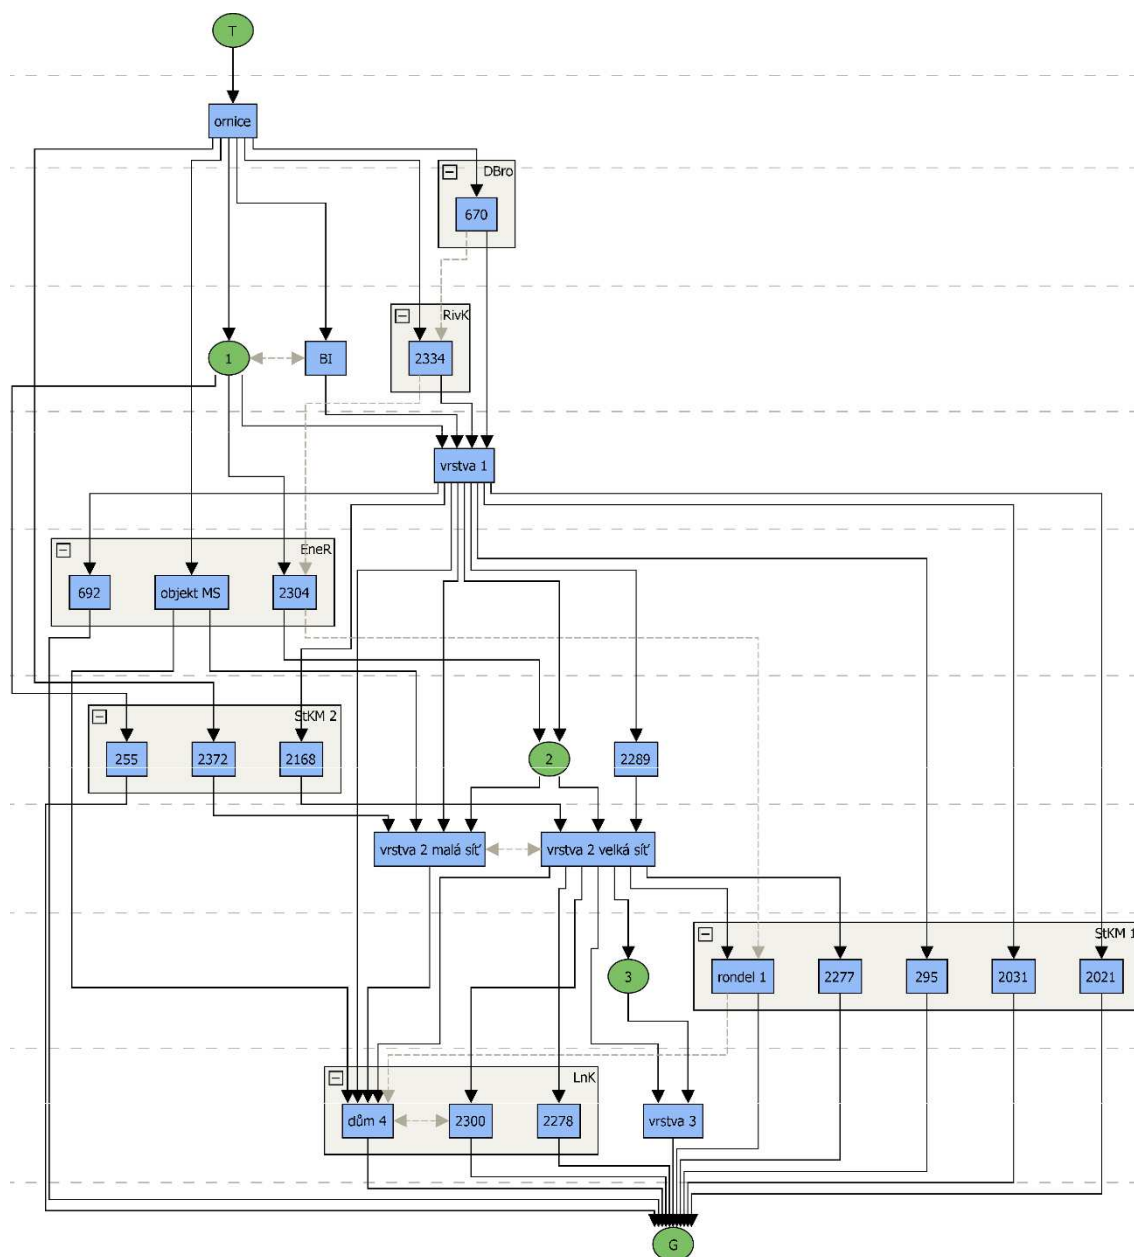 T
ornice
DBro
670
RivK
1
BI
2334
vrstva 1
EneR
692
objekt MS
2304
StKM 2
255
2372
2168
2
2289
vrstva 2 malá síť
vrstva 2 velká síť
StKM 1
3
rondel 1
2277
295
2031
2021
LnK
dům 4
2300
2278
vrstva 3
G